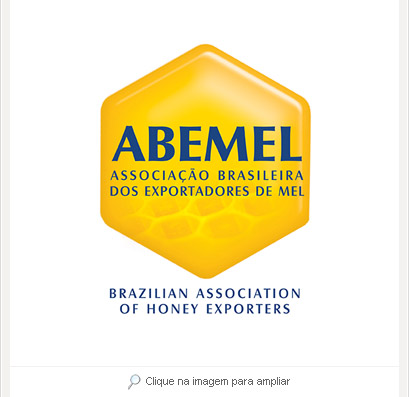 ABEMEL
ASSOCIAÇÃO BRASILEIRA
DOS EXPORTADORES DE MEL
BRAZILIAN ASSOCIATION
OF HONEY EXPORTERS
Clique na imagem para ampliar